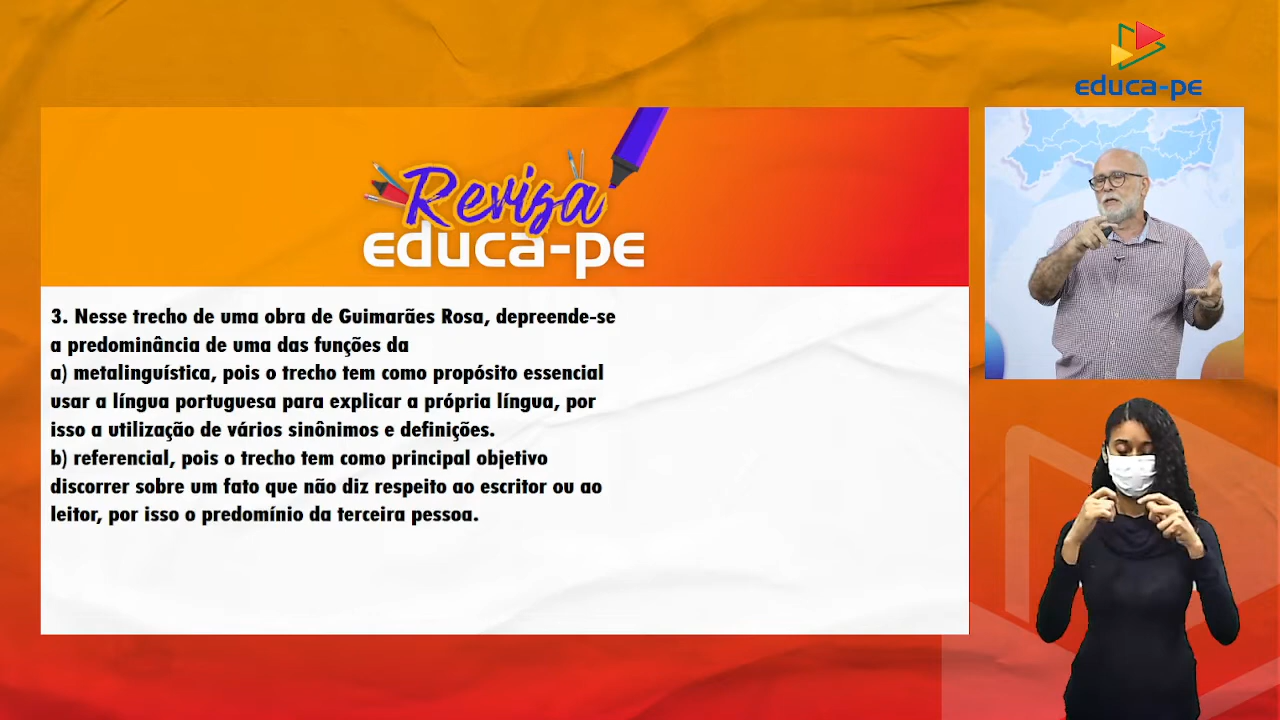 educa-pe
Revisa
educa-pe
3. Nesse trecho de uma obra de Guimarães Rosa, depreende-se
a predominância de uma das funções da
a) metalinguística, pois o trecho tem como propósito essencial
usar a língua portuguesa para explicar a própria língua, por
isso a utilização de vários sinônimos e definições.
b) referencial, pois o trecho tem como principal objetivo
discorrer sobre um fato que não diz respeito ao escritor ou ao
leitor, por isso o predomínio da terceira pessoa.